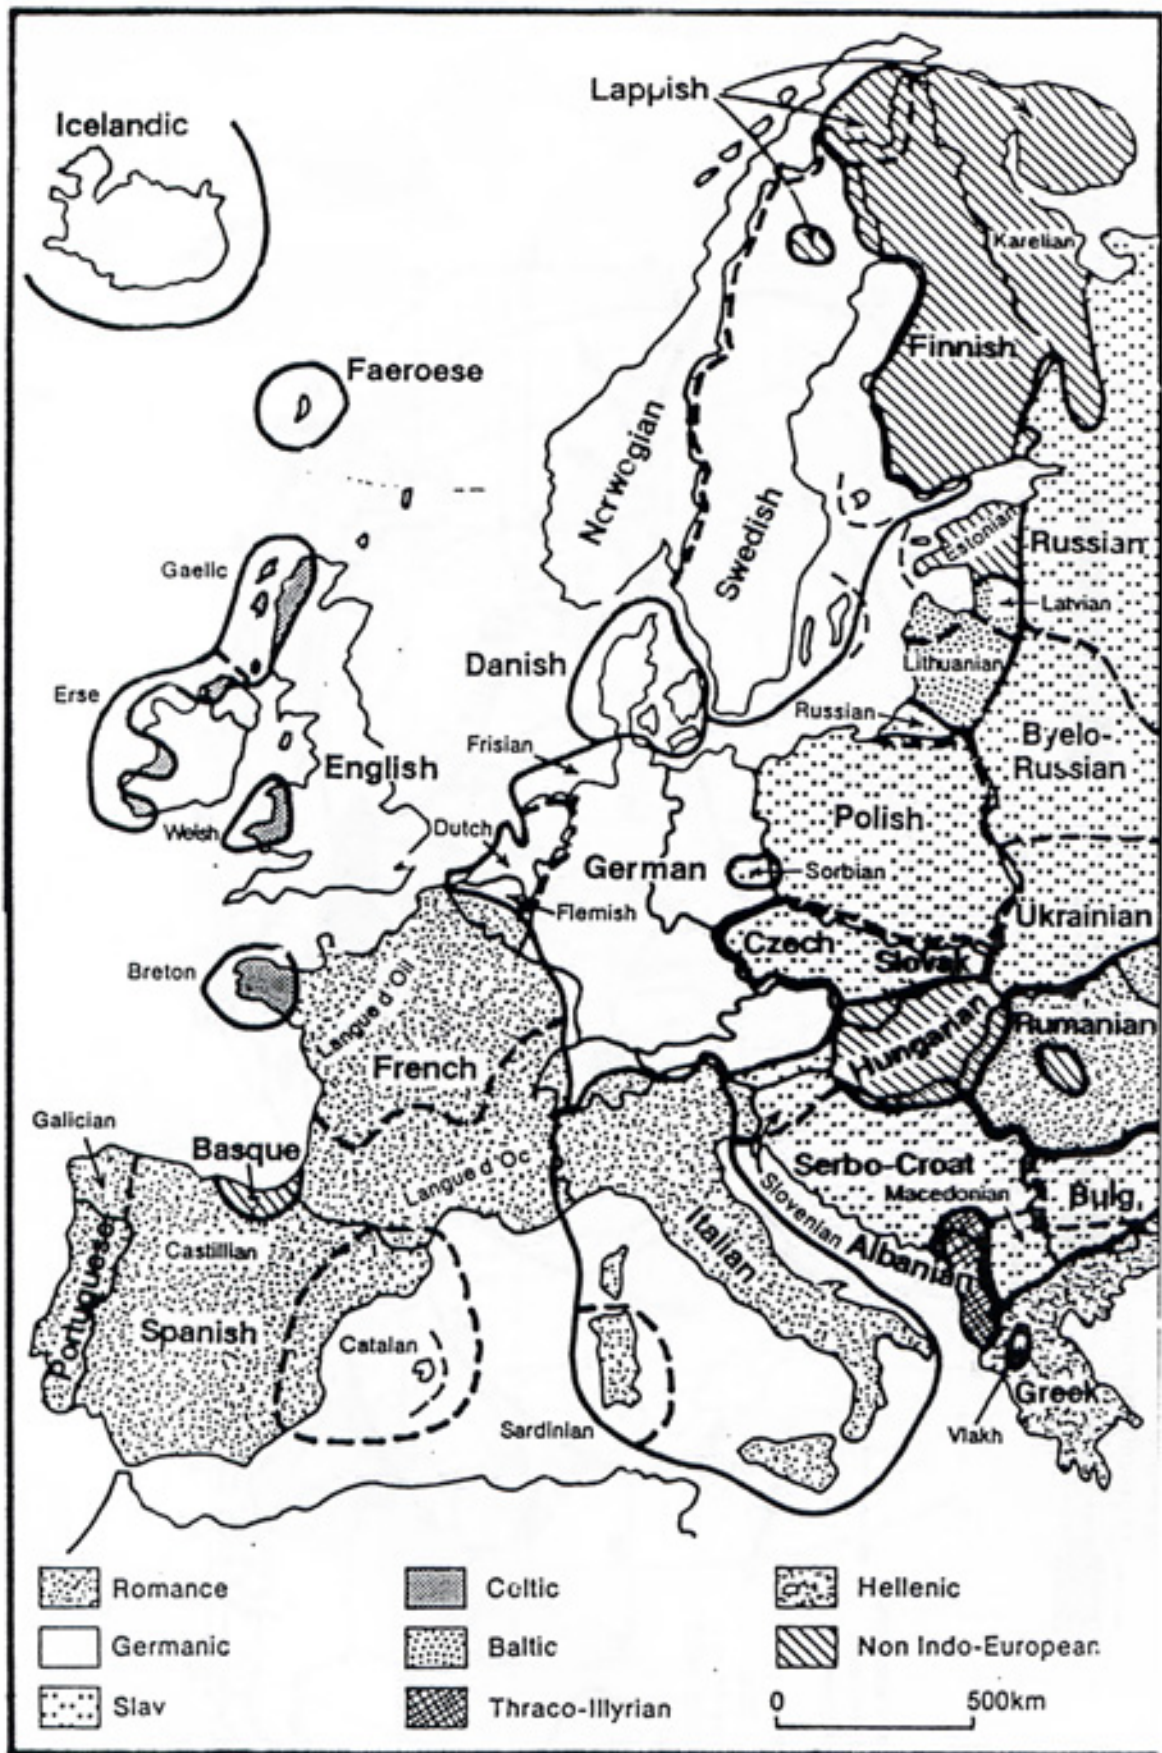 Lappish
Icelandic
Karelian
Finnish
Faeroese
Norwegian
Swedish
Estonian
Russian
Gaelic
Latvian
Danish
Lithuanian
Erse
Russian
Frisian
Byelo-
Russian
English
Polish
Welsh
Dutch
German
Sorbian
Flemish
Ukrainian
Czech
Slovak
Breton
Langue d'Oil
Hungarian
Rumanian
French
Galician
Basque
Langue d'Oc
Serbo-Croat
Macedonian
Bulg.
Slovenian
Italian
Portuquese
Castillian
Albanian
Spanish
Catalan
Greek
Sardinian
Vlakh
Romance
Celtic
Hellenic
Germanic
Baltic
Non Indo-European
Slav
Thraco-Illyrian
0 500km